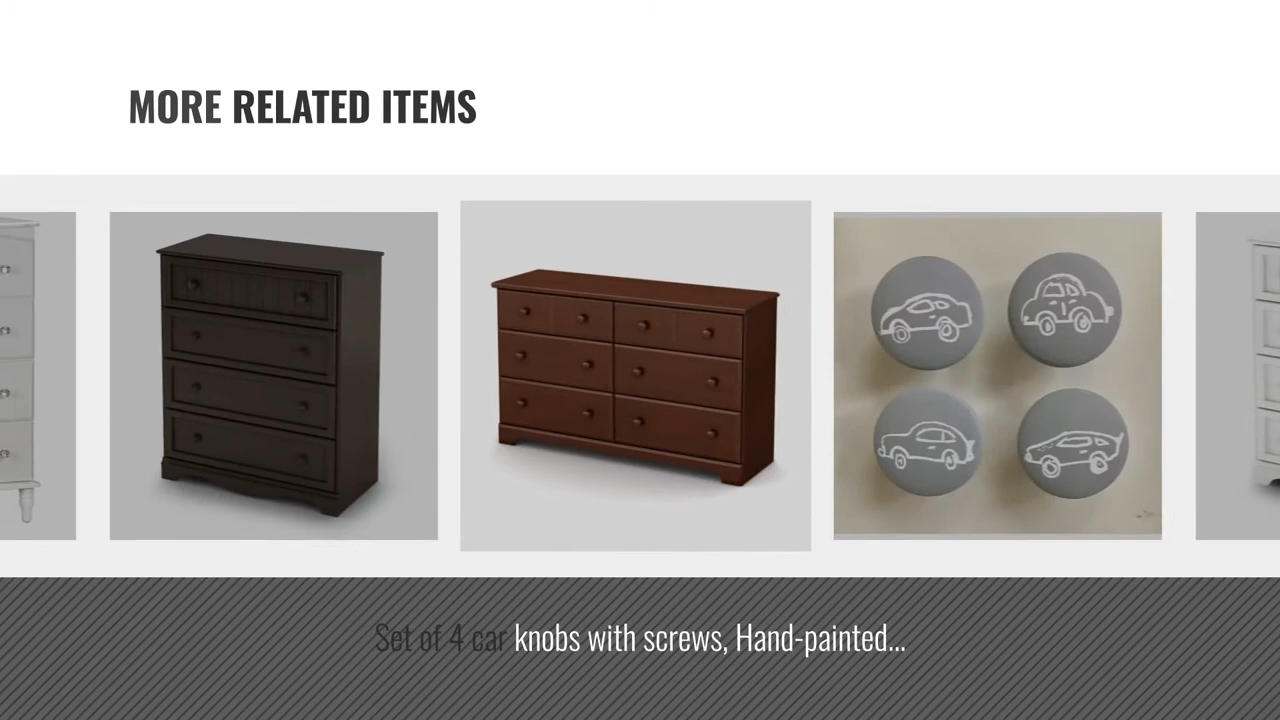 MORE RELATED ITEMS
Set of 4 car knobs with screws, Hand-painted...